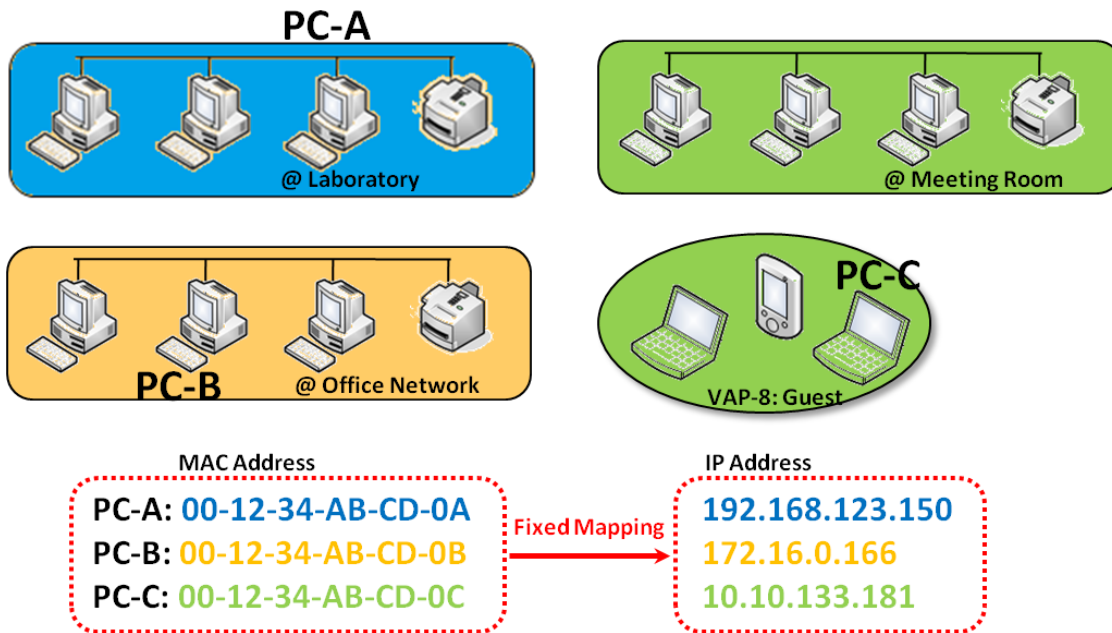 PC-A
@ Laboratory
@ Meeting Room
PC-B
@ Office Network
PC-C
VAP-8: Guest
MAC Address
PC-A: 00-12-34-AB-CD-0A
PC-B: 00-12-34-AB-CD-0B
PC-C: 00-12-34-AB-CD-0C
Fixed Mapping
IP Address
192.168.123.150
172.16.0.166
10.10.133.181